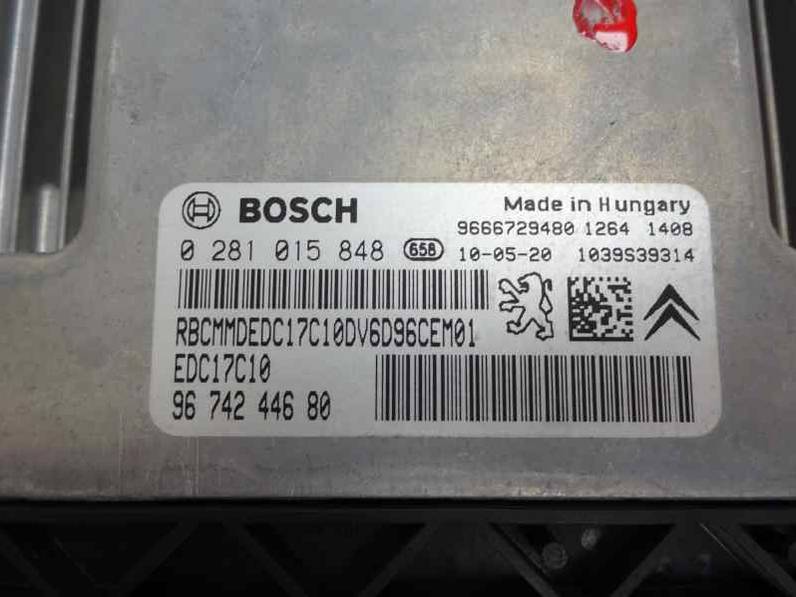 BOSCH
Made in Hungary
9666729480 1264 1408
0 281 015 848 658 10-05-20 1039S39314
RBCMMDEDC17C10DV6D96CEM01
EDC17C10
96 742 446 80